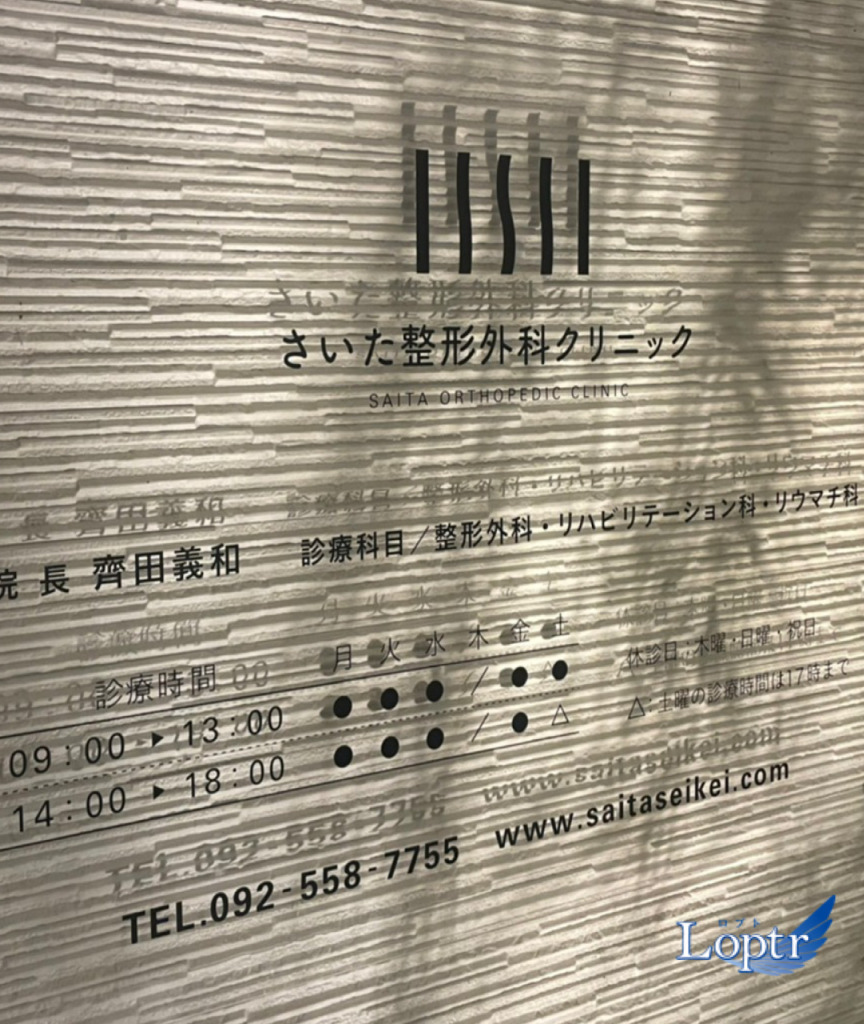 さいた整形外科クリニック
SAITA ORTHOPEDIC CLINIC
院長 齊田義和 診療科目／整形外科・リハビリテーション科・リウマチ科
診療時間 月 火 水 木 金 土 休診日：木曜・日曜・祝日
09:00 ▶ 13:00 ● ● ● ／ ● ● △：土曜の診療時間は17時まで
14:00 ▶ 18:00 ● ● ● ／ ● △
TEL.092-558-7755 www.saitaseikei.com
ロプト
Loptr